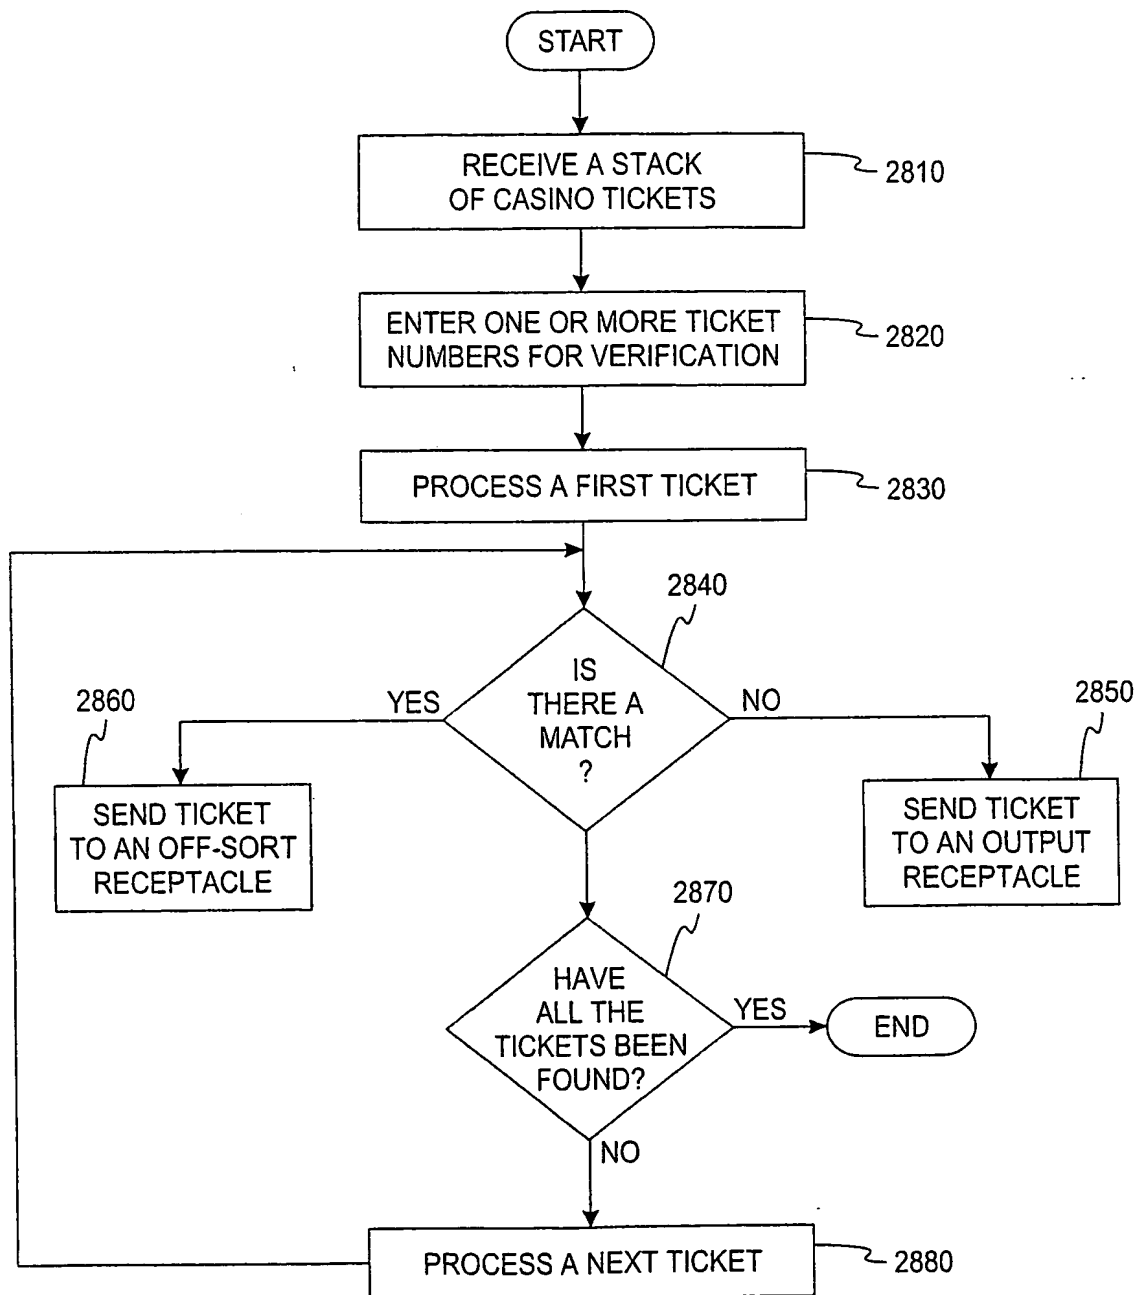 START
RECEIVE A STACK
OF CASINO TICKETS
2810
ENTER ONE OR MORE TICKET
NUMBERS FOR VERIFICATION
2820
PROCESS A FIRST TICKET
2830
2840
IS
THERE A
MATCH
?
YES
NO
2860
SEND TICKET
TO AN OFF-SORT
RECEPTACLE
2850
SEND TICKET
TO AN OUTPUT
RECEPTACLE
2870
HAVE
ALL THE
TICKETS BEEN
FOUND?
YES
END
NO
PROCESS A NEXT TICKET
2880